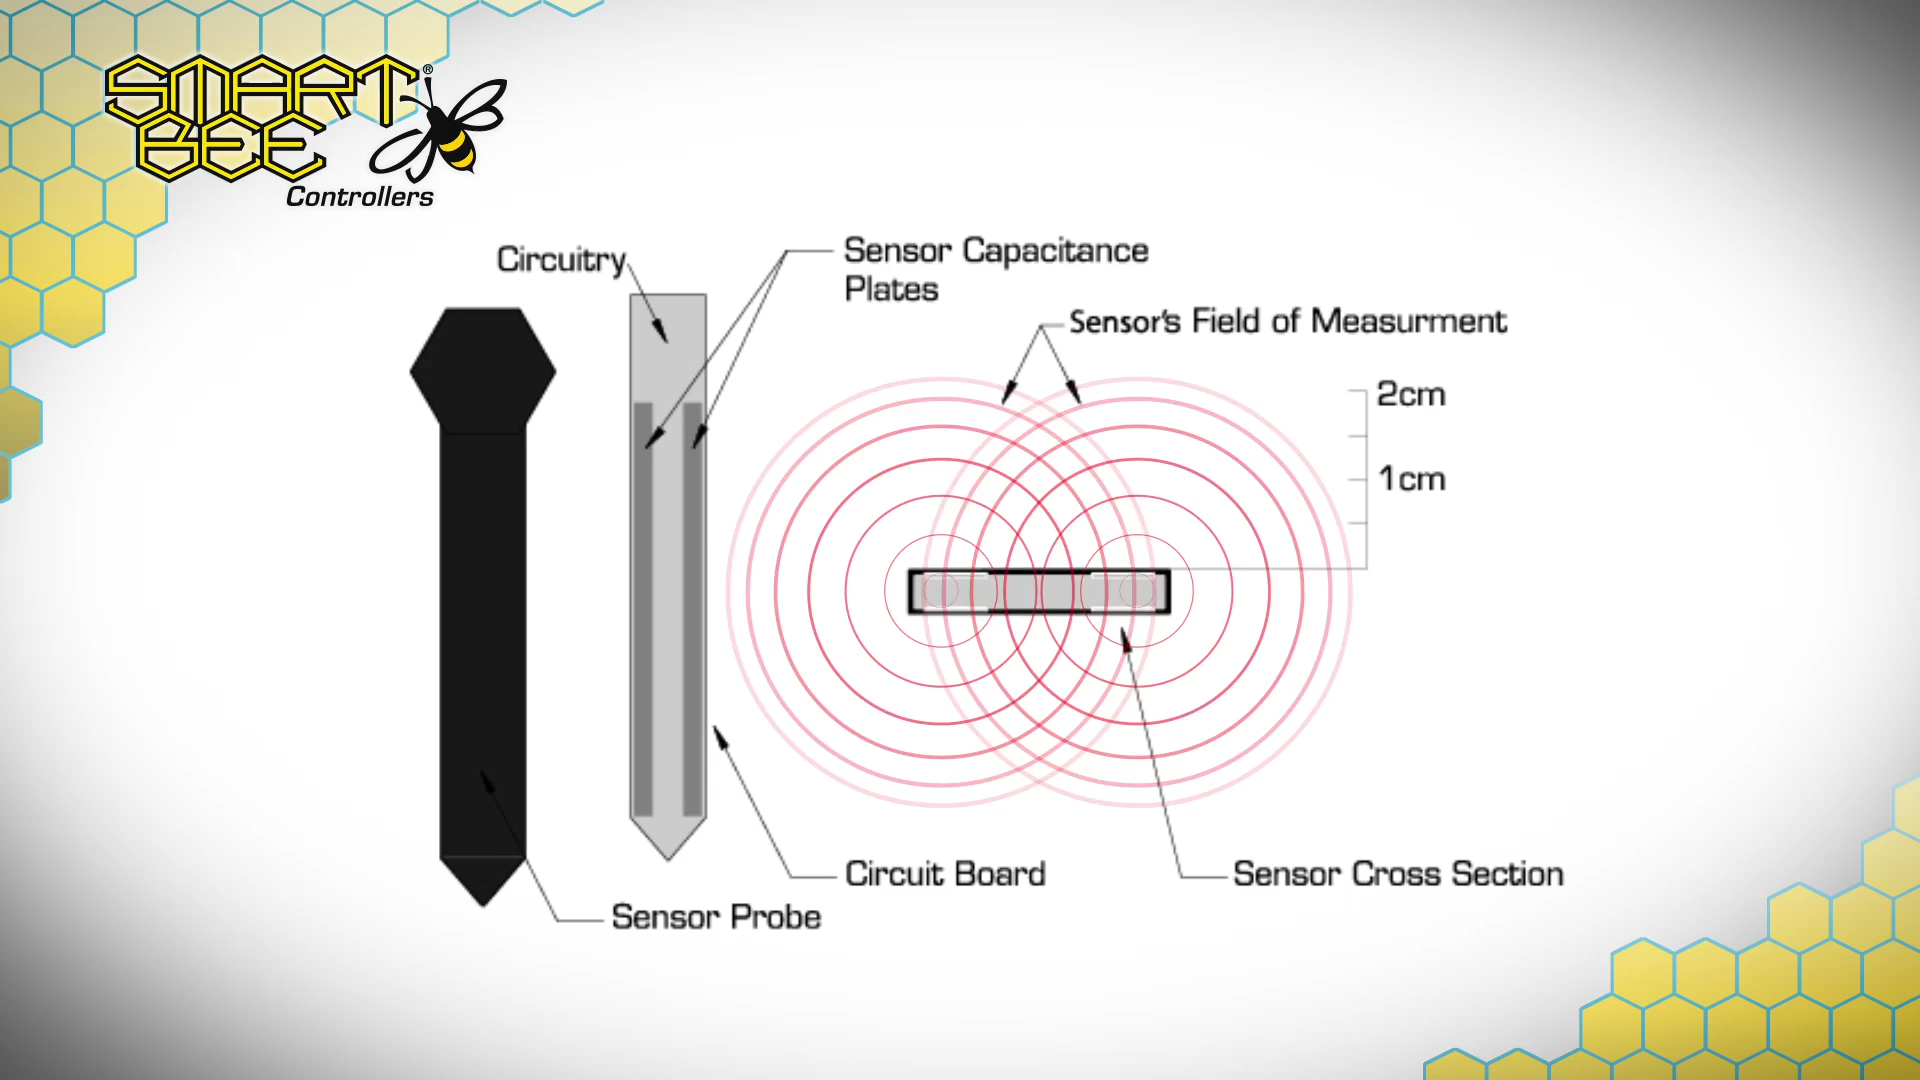 SMART®
BEE
Controllers
Circuitry
Sensor Capacitance
Plates
Sensor's Field of Measurment
2cm
1cm
Circuit Board
Sensor Cross Section
Sensor Probe